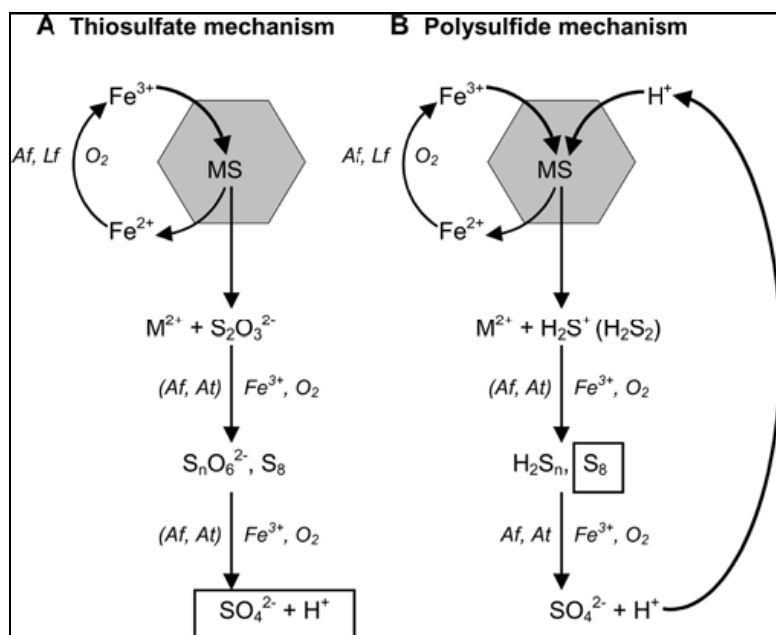 A Thiosulfate mechanism
Fe³⁺
MS
Af, Lf
O₂
Fe²⁺
M²⁺ + S₂O₃²⁻
(Af, At) Fe³⁺, O₂
SₙO₆²⁻, S₈
(Af, At) Fe³⁺, O₂
SO₄²⁻ + H⁺
B Polysulfide mechanism
Fe³⁺
H⁺
MS
Af, Lf
O₂
Fe²⁺
M²⁺ + H₂S⁺ (H₂S₂)
(Af, At) Fe³⁺, O₂
H₂Sₙ, S₈
Af, At Fe³⁺, O₂
SO₄²⁻ + H⁺